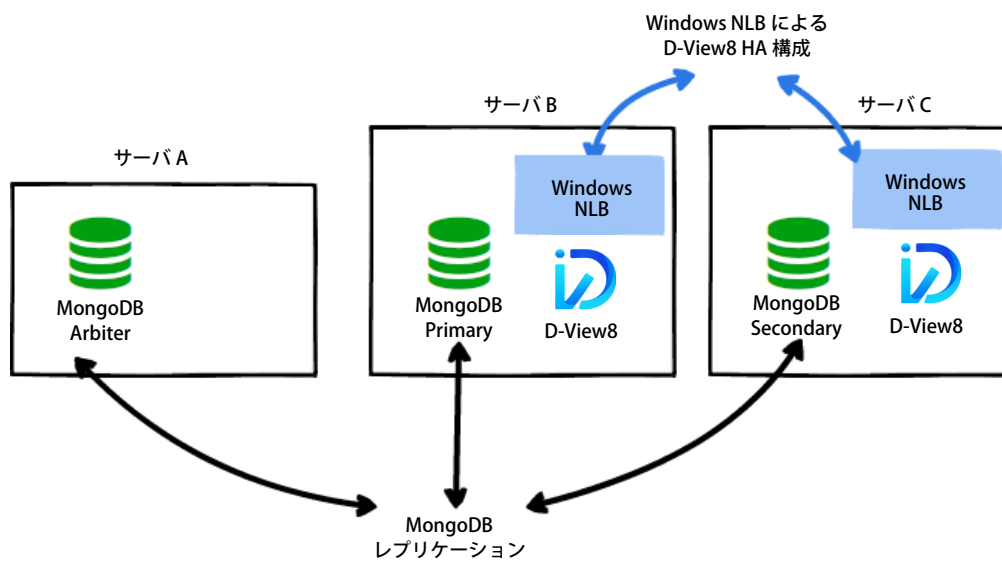 Windows NLB による
D-View8 HA 構成
サーバ A
サーバ B
サーバ C
MongoDB
Arbiter
Windows
NLB
MongoDB
Primary
D-View8
Windows
NLB
MongoDB
Secondary
D-View8
MongoDB
レプリケーション